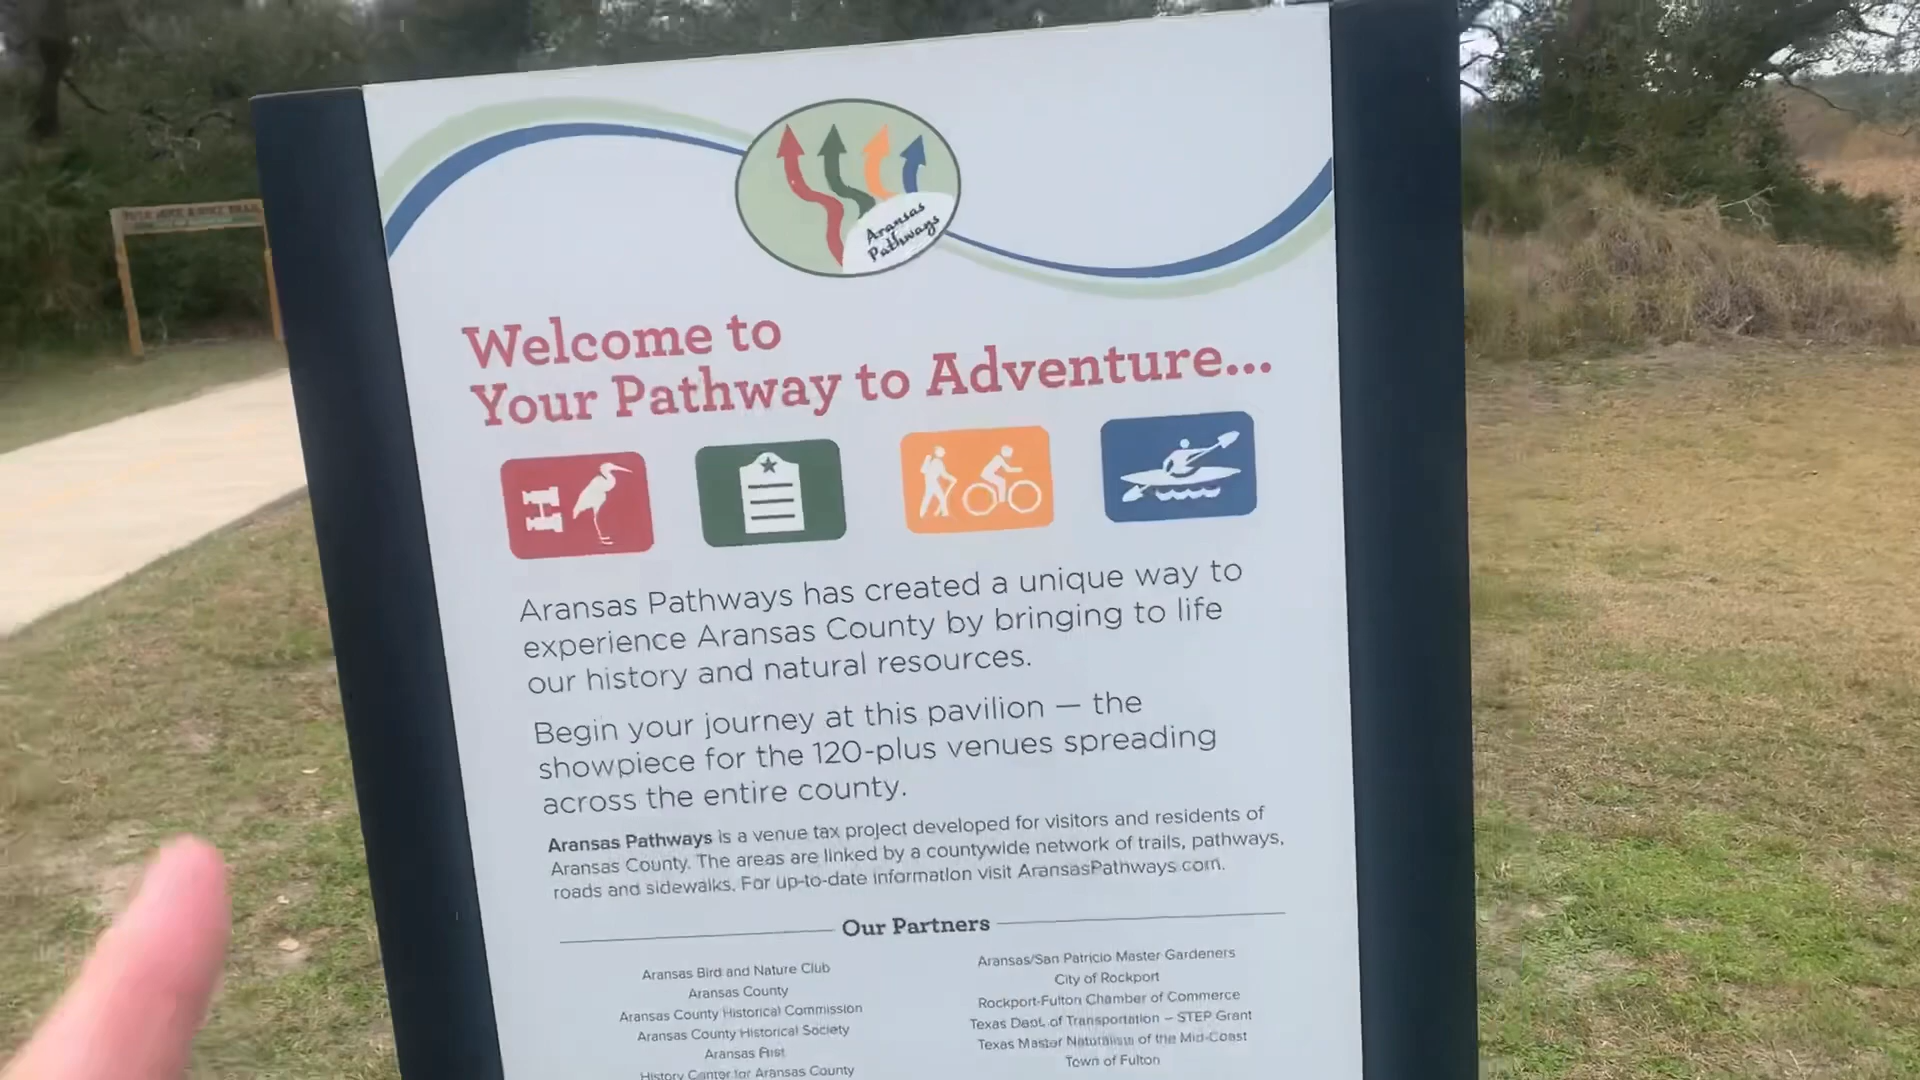 Aransas
Pathways
Welcome to
Your Pathway to Adventure...
Aransas Pathways has created a unique way to
experience Aransas County by bringing to life
our history and natural resources.
Begin your journey at this pavilion — the
showpiece for the 120-plus venues spreading
across the entire county.
Aransas Pathways is a venue tax project developed for visitors and residents of
Aransas County. The areas are linked by a countywide network of trails, pathways,
roads and sidewalks. For up-to-date information visit AransasPathways.com.
Our Partners
Aransas Bird and Nature Club
Aransas County
Aransas County Historical Commission
Aransas County Historical Society
Aransas First
History Center for Aransas County
Aransas/San Patricio Master Gardeners
City of Rockport
Rockport-Fulton Chamber of Commerce
Texas Dept. of Transportation – STEP Grant
Texas Master Naturalists of the Mid-Coast
Town of Fulton